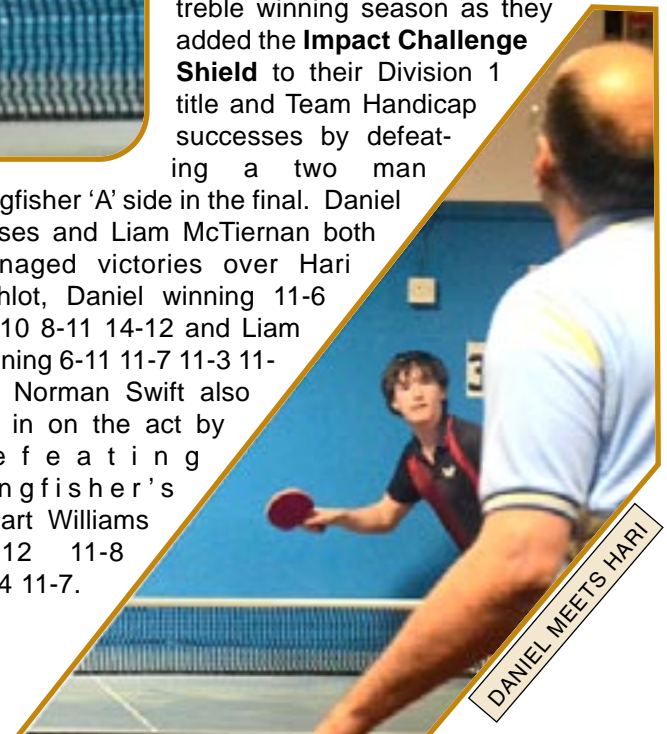 treble winning season as they
added the Impact Challenge
Shield to their Division 1
title and Team Handicap
successes by defeat-
ing a two man
gfisher 'A' side in the final. Daniel
ses and Liam McTiernan both
naged victories over Hari
hlot, Daniel winning 11-6
10 8-11 14-12 and Liam
ning 6-11 11-7 11-3 11-
Norman Swift also
in on the act by
efeating
ngfisher's
art Williams
12 11-8
4 11-7.
3
DANIEL MEETS HARI